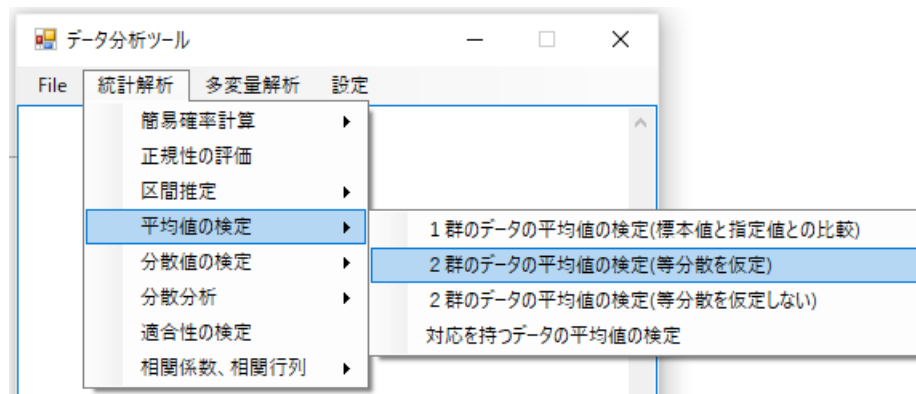 データ分析ツール
File 統計解析 多変量解析 設定
簡易確率計算
正規性の評価
区間推定
平均値の検定
分散値の検定
分散分析
適合性の検定
相関係数、相関行列
1群のデータの平均値の検定(標本値と指定値との比較)
2群のデータの平均値の検定(等分散を仮定)
2群のデータの平均値の検定(等分散を仮定しない)
対応を持つデータの平均値の検定